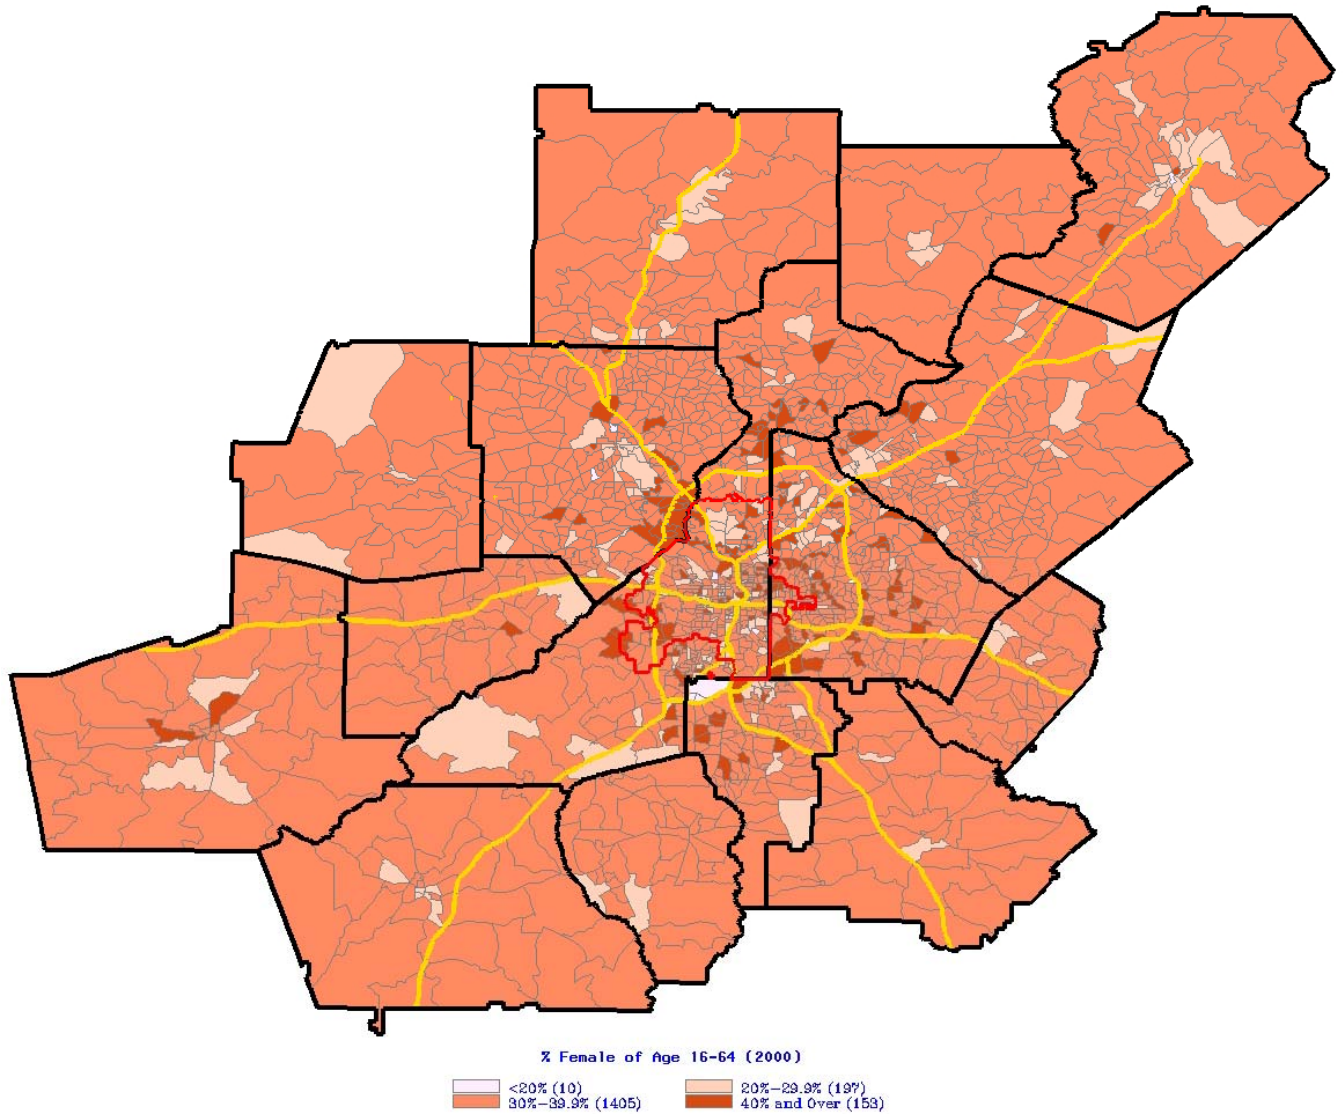 % Female of Age 16-64 (2000)
<20% (10) 20%-29.9% (197)
30%-39.9% (1405) 40% and Over (153)